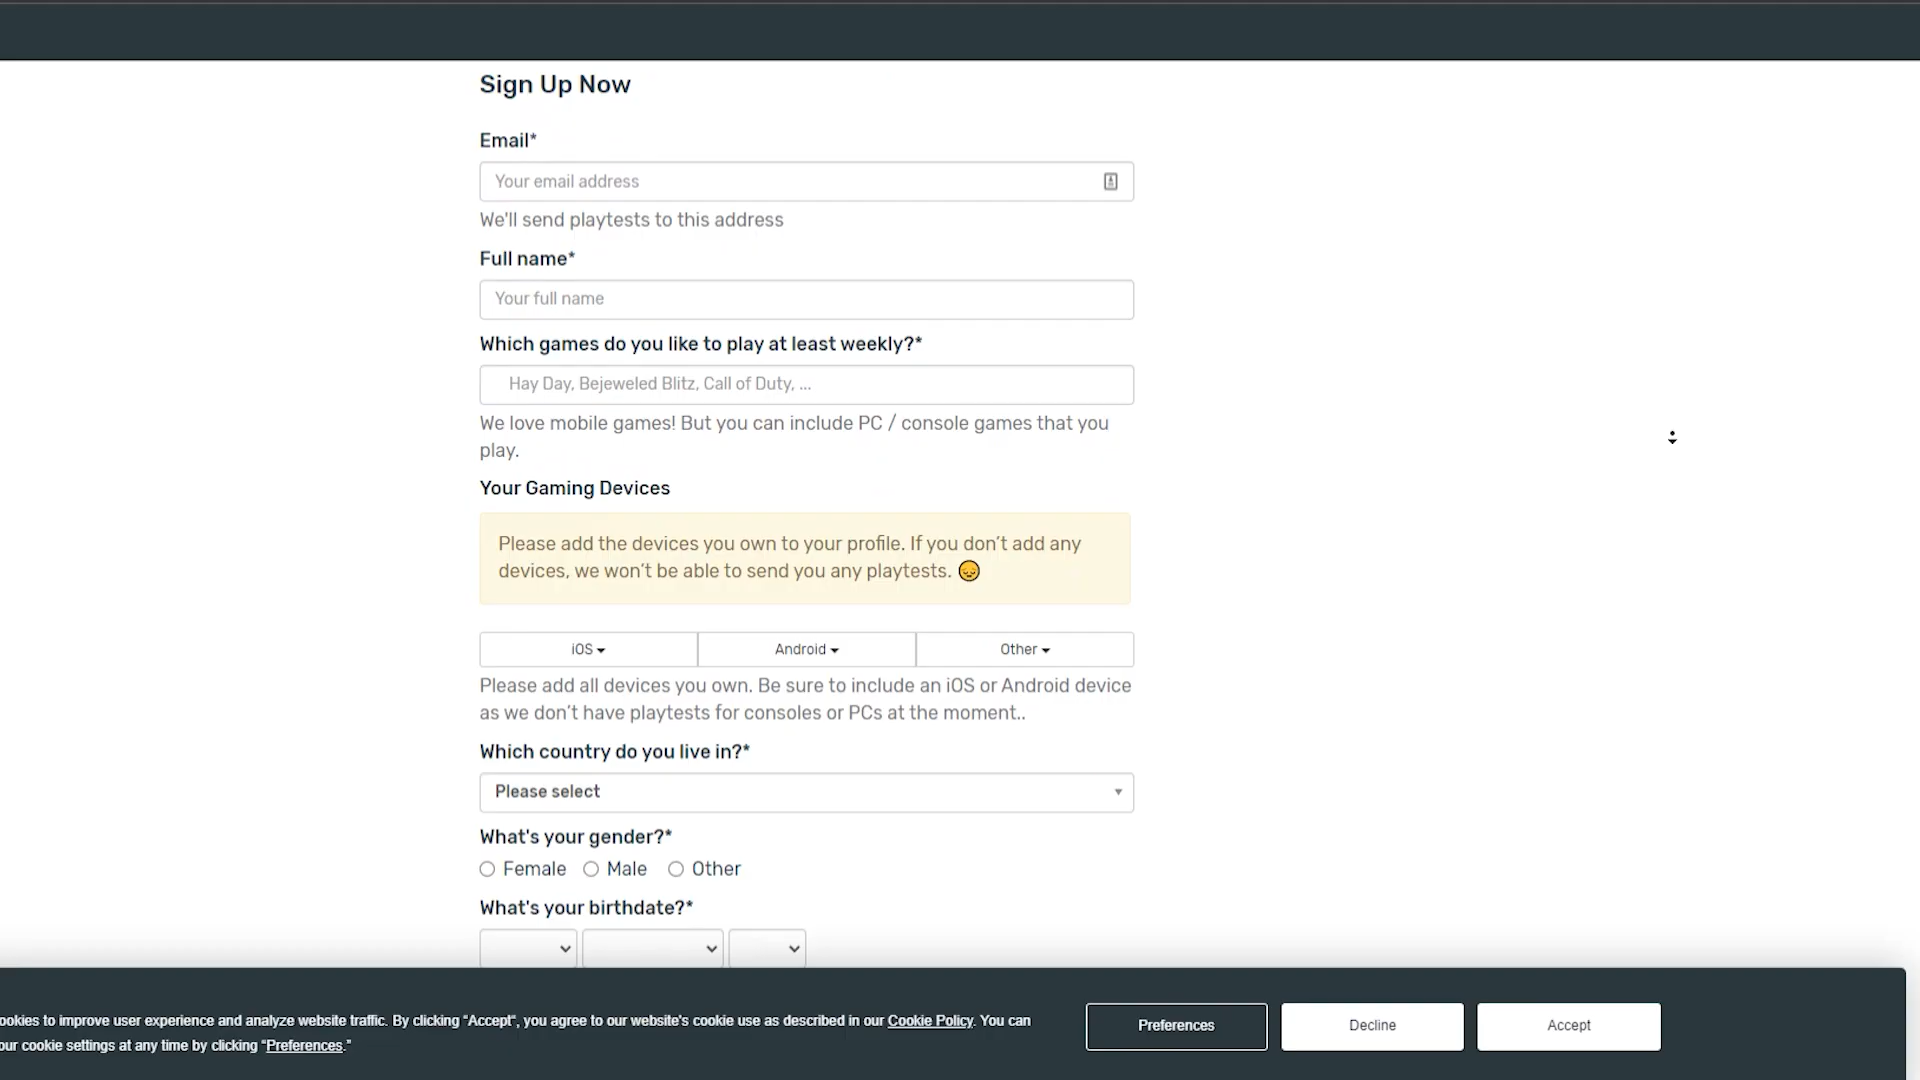 Sign Up Now
Email*
Your email address
We'll send playtests to this address
Full name*
Your full name
Which games do you like to play at least weekly?*
Hay Day, Bejeweled Blitz, Call of Duty, ...
We love mobile games! But you can include PC / console games that you
play.
Your Gaming Devices
Please add the devices you own to your profile. If you don’t add any
devices, we won’t be able to send you any playtests.
iOS Android Other
Please add all devices you own. Be sure to include an iOS or Android device
as we don’t have playtests for consoles or PCs at the moment..
Which country do you live in?*
Please select
What's your gender?*
Female Male Other
What's your birthdate?*
ookies to improve user experience and analyze website traffic. By clicking “Accept“, you agree to our website's cookie use as described in our Cookie Policy. You can
our cookie settings at any time by clicking “Preferences.”
Preferences Decline Accept